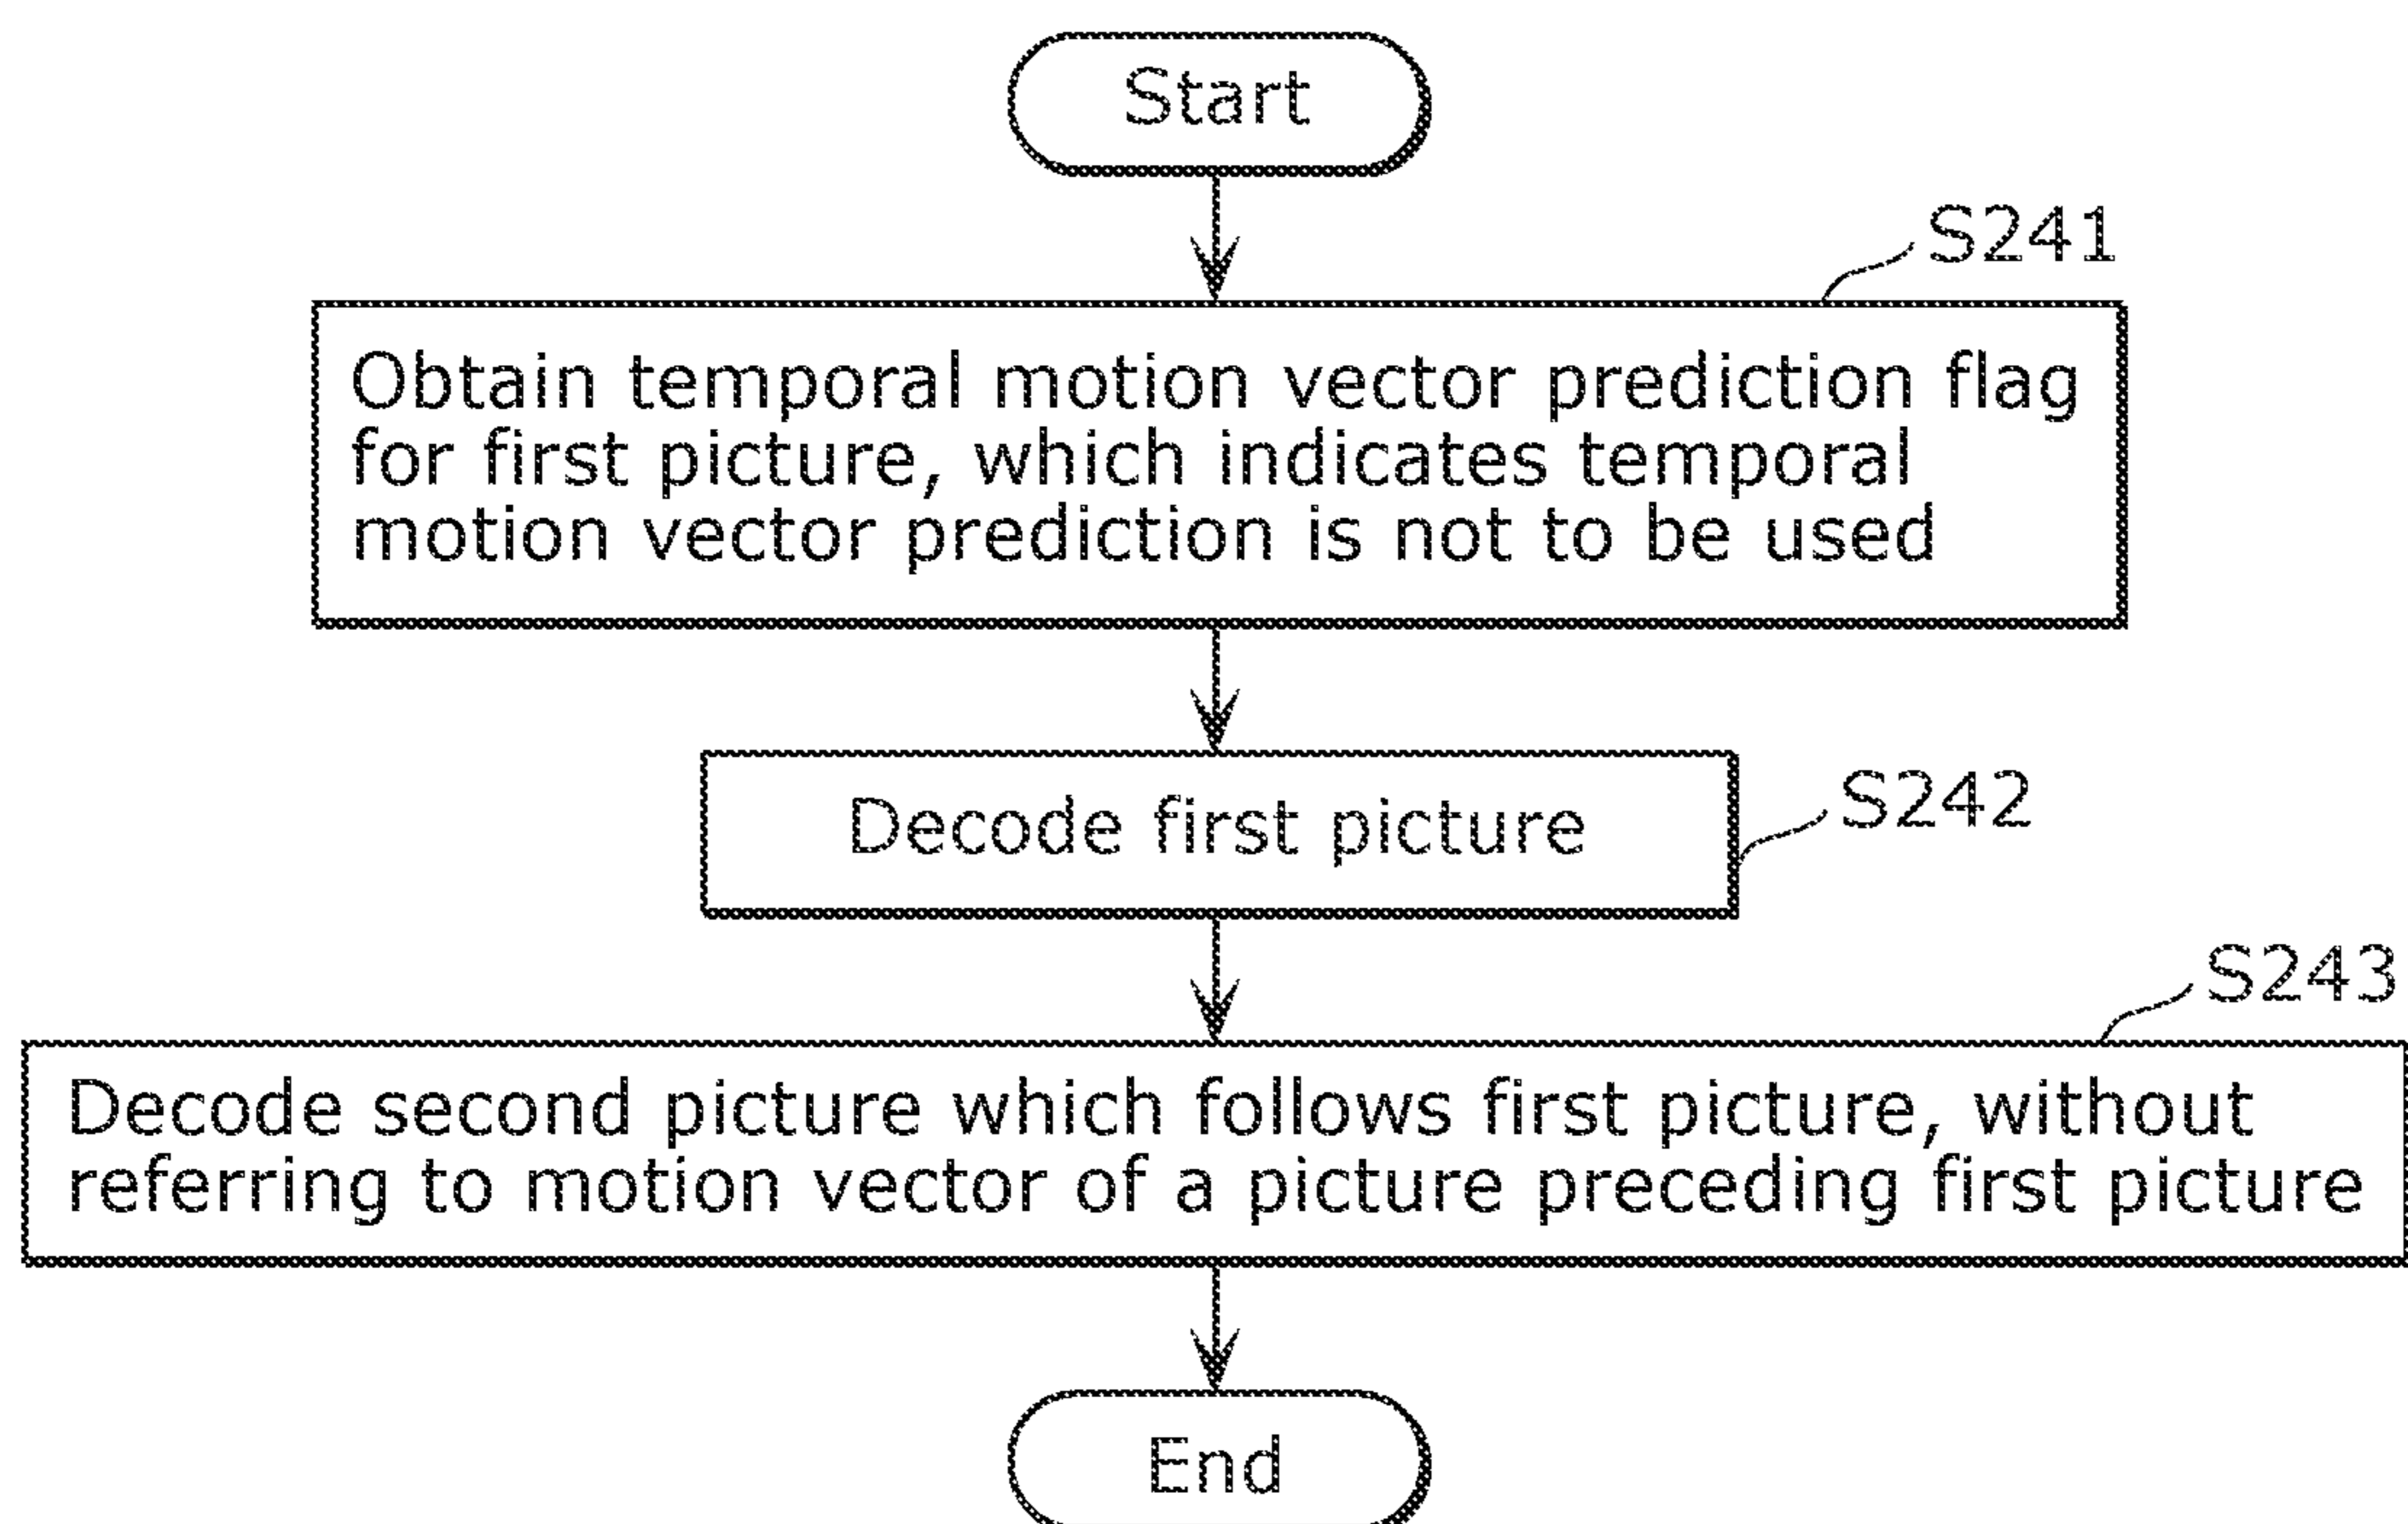 Start
S241
Obtain temporal motion vector prediction flag
for first picture, which indicates temporal
motion vector prediction is not to be used
Decode first picture
S242
S243
Decode second picture which follows first picture, without
referring to motion vector of a picture preceding first picture
End